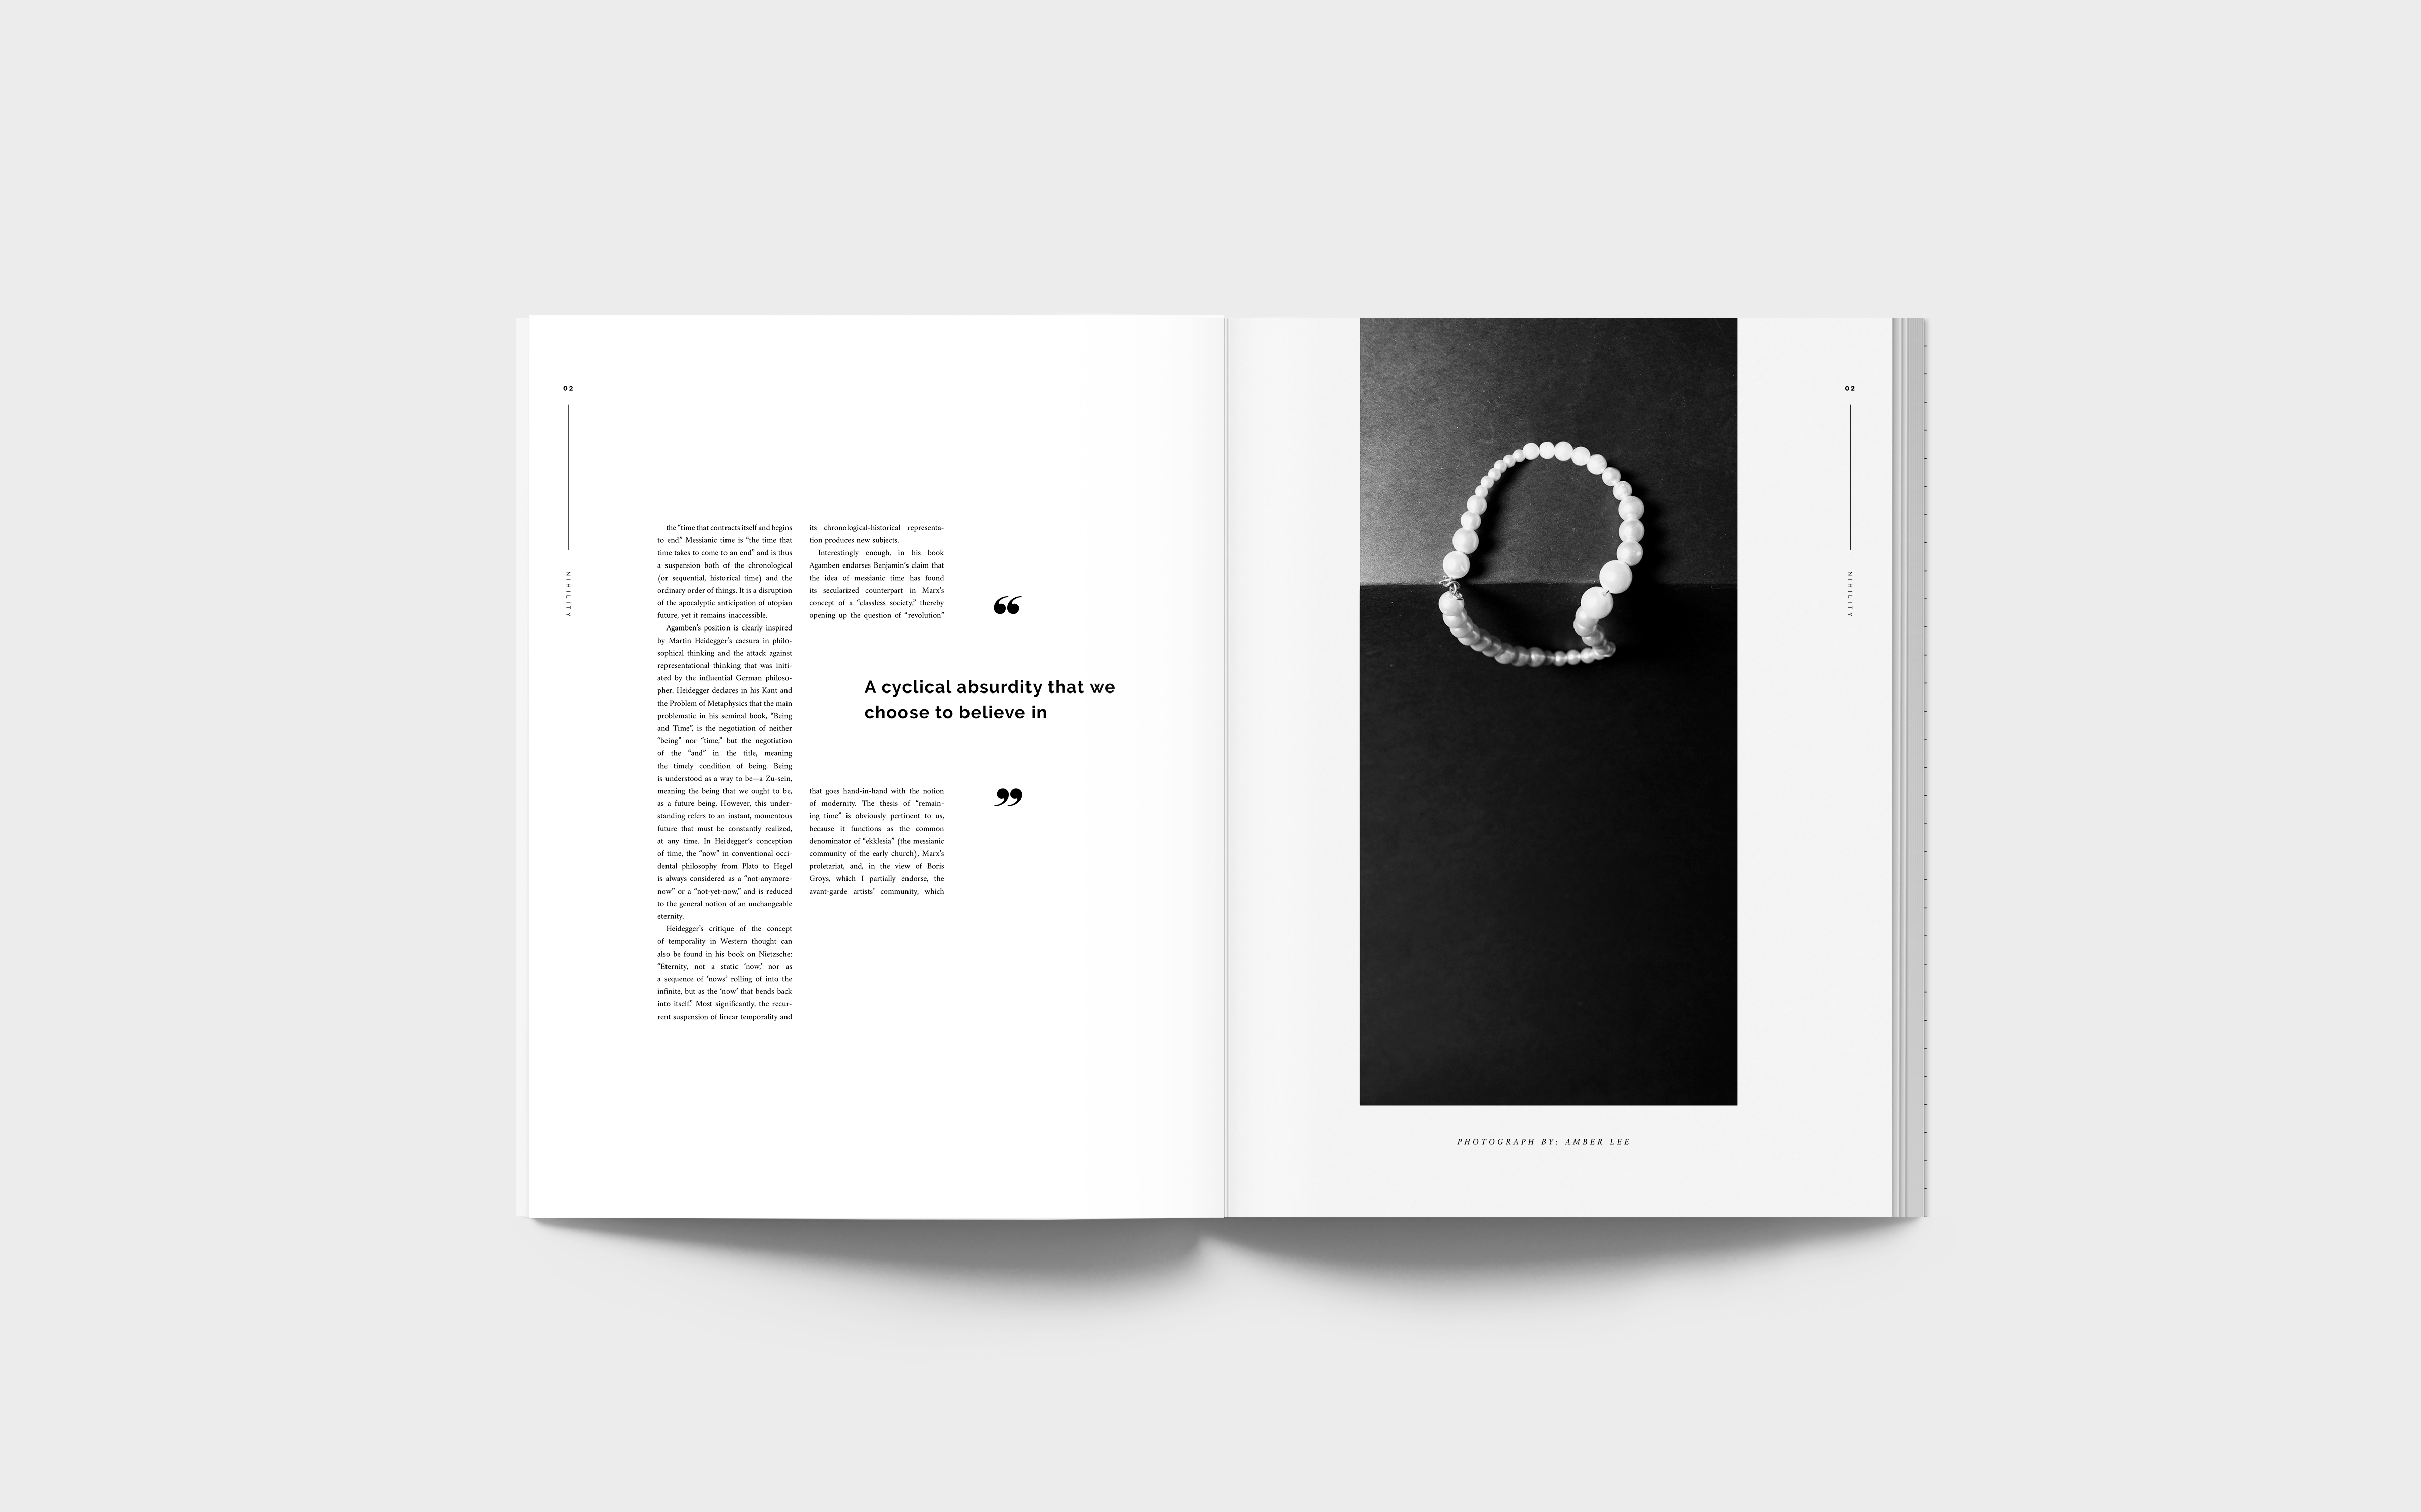 02
NIHILITY
the “time that contracts itself and begins
to end.” Messianic time is “the time that
time takes to come to an end” and is thus
a suspension both of the chronological
(or sequential, historical time) and the
ordinary order of things. It is a disruption
of the apocalyptic anticipation of utopian
future, yet it remains inaccessible.
Agamben’s position is clearly inspired
by Martin Heidegger’s caesura in philo-
sophical thinking and the attack against
representational thinking that was initi-
ated by the influential German philoso-
pher. Heidegger declares in his Kant and
the Problem of Metaphysics that the main
problematic in his seminal book, “Being
and Time”, is the negotiation of neither
“being” nor “time,” but the negotiation
of the “and” in the title, meaning
the timely condition of being. Being
is understood as a way to be—a Zu-sein,
meaning the being that we ought to be,
as a future being. However, this under-
standing refers to an instant, momentous
future that must be constantly realized,
at any time. In Heidegger’s conception
of time, the “now” in conventional occi-
dental philosophy from Plato to Hegel
is always considered as a “not-anymore-
now” or a “not-yet-now,” and is reduced
to the general notion of an unchangeable
eternity.
Heidegger’s critique of the concept
of temporality in Western thought can
also be found in his book on Nietzsche:
“Eternity, not a static ‘now,’ nor as
a sequence of ‘nows’ rolling of into the
infinite, but as the ‘now’ that bends back
into itself.” Most significantly, the recur-
rent suspension of linear temporality and
its chronological-historical representa-
tion produces new subjects.
Interestingly enough, in his book
Agamben endorses Benjamin’s claim that
the idea of messianic time has found
its secularized counterpart in Marx’s
concept of a “classless society,” thereby
opening up the question of “revolution”
that goes hand-in-hand with the notion
of modernity. The thesis of “remain-
ing time” is obviously pertinent to us,
because it functions as the common
denominator of “ekklesia” (the messianic
community of the early church), Marx’s
proletariat, and, in the view of Boris
Groys, which I partially endorse, the
avant-garde artists’ community, which
“
A cyclical absurdity that we
choose to believe in
”
PHOTOGRAPH BY: AMBER LEE
02
NIHILITY